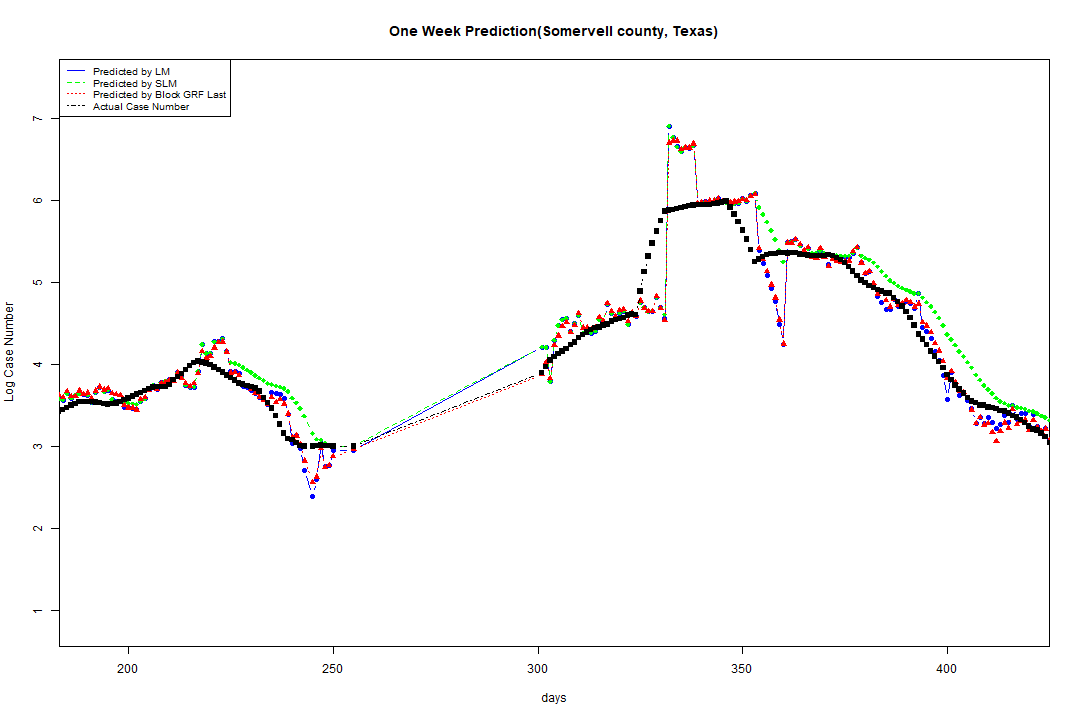 One Week Prediction(Somervell county, Texas)
Predicted by LM
Predicted by SLM
Predicted by Block GRF Last
Actual Case Number
Log Case Number
7
6
5
4
3
2
1
200 250 300 350 400
days